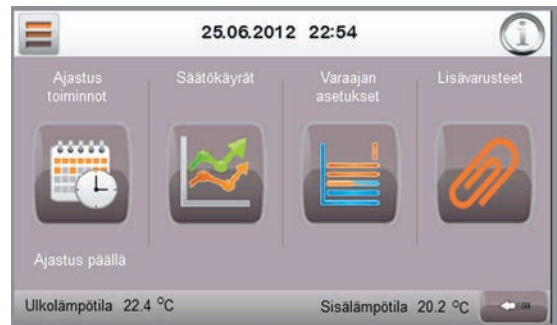 25.06.2012 22:54
Ajastus
toiminnot
Säätökäyrät
Varaajan
asetukset
Lisävarusteet
Ajastus päällä
Ulkolämpötila 22.4 °C
Sisälämpötila 20.2 °C